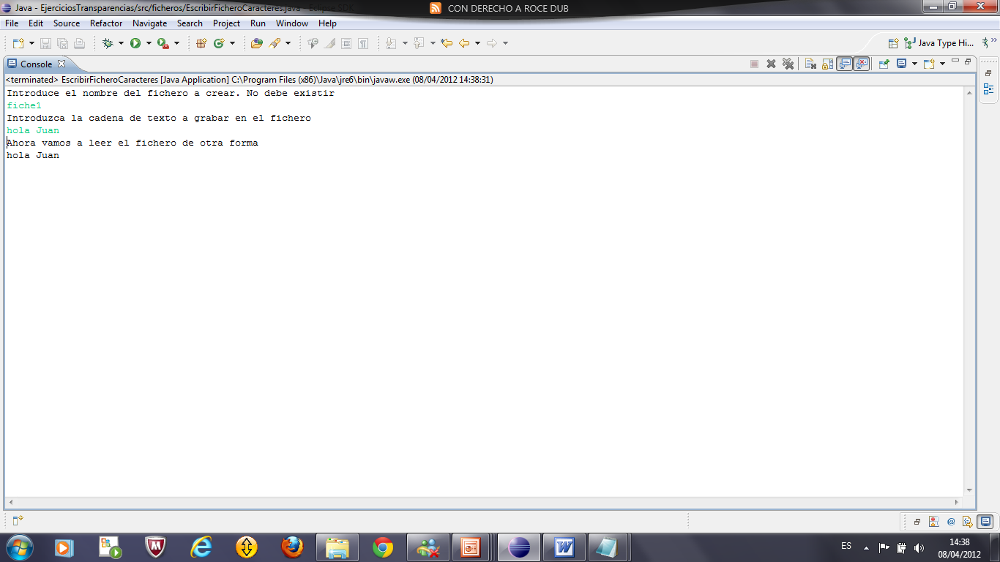 Java - EjerciciosTransparencias/src/ficheros/EscribirFicheroCaracteres.java - Eclipse SDK
CON DERECHO A ROCE DUB
File Edit Source Refactor Navigate Search Project Run Window Help
Java Type Hi...
Console
<terminated> EscribirFicheroCaracteres [Java Application] C:\Program Files (x86)\Java\jre6\bin\javaw.exe (08/04/2012 14:38:31)
Introduce el nombre del fichero a crear. No debe existir
fiche1
Introduzca la cadena de texto a grabar en el fichero
hola Juan
Ahora vamos a leer el fichero de otra forma
hola Juan
ES
14:38
08/04/2012